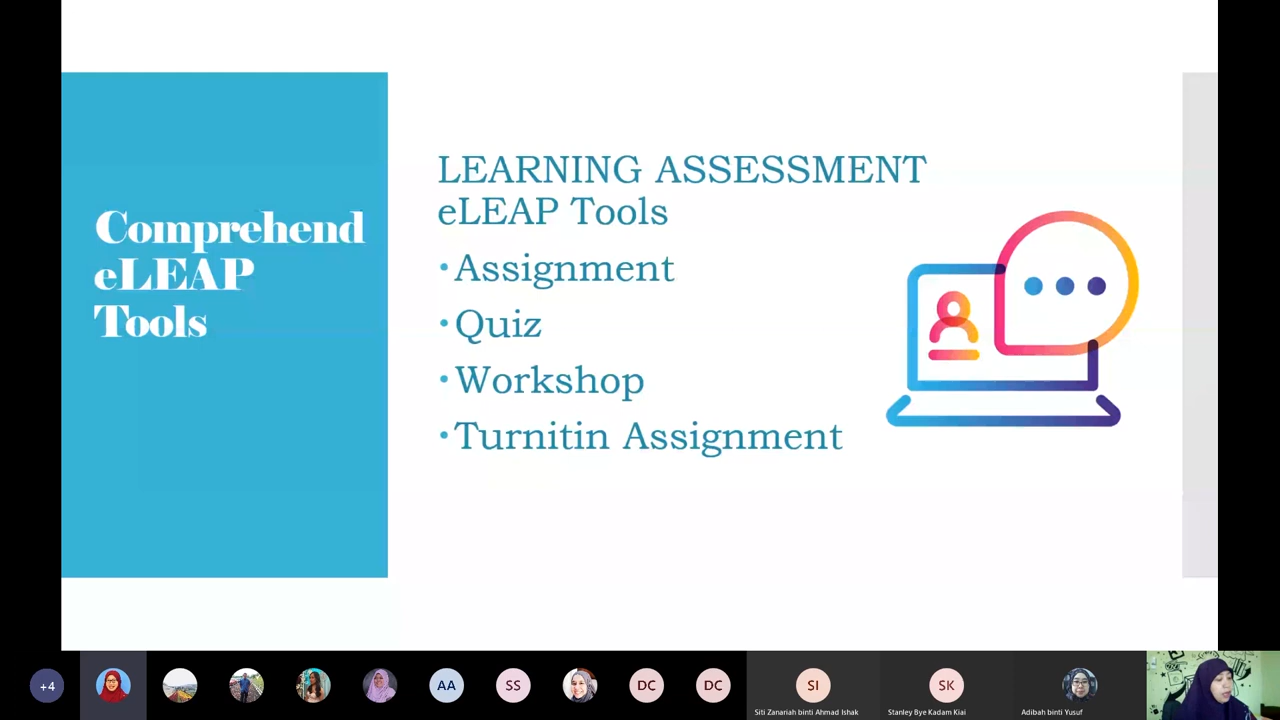 Comprehend
eLEAP
Tools
LEARNING ASSESSMENT
eLEAP Tools
•Assignment
•Quiz
•Workshop
•Turnitin Assignment
+4
AA
SS
DC
DC
SI
Siti Zanariah binti Ahmad Ishak
SK
Stanley Bye Kadam Kiai
Adibah binti Yusuf